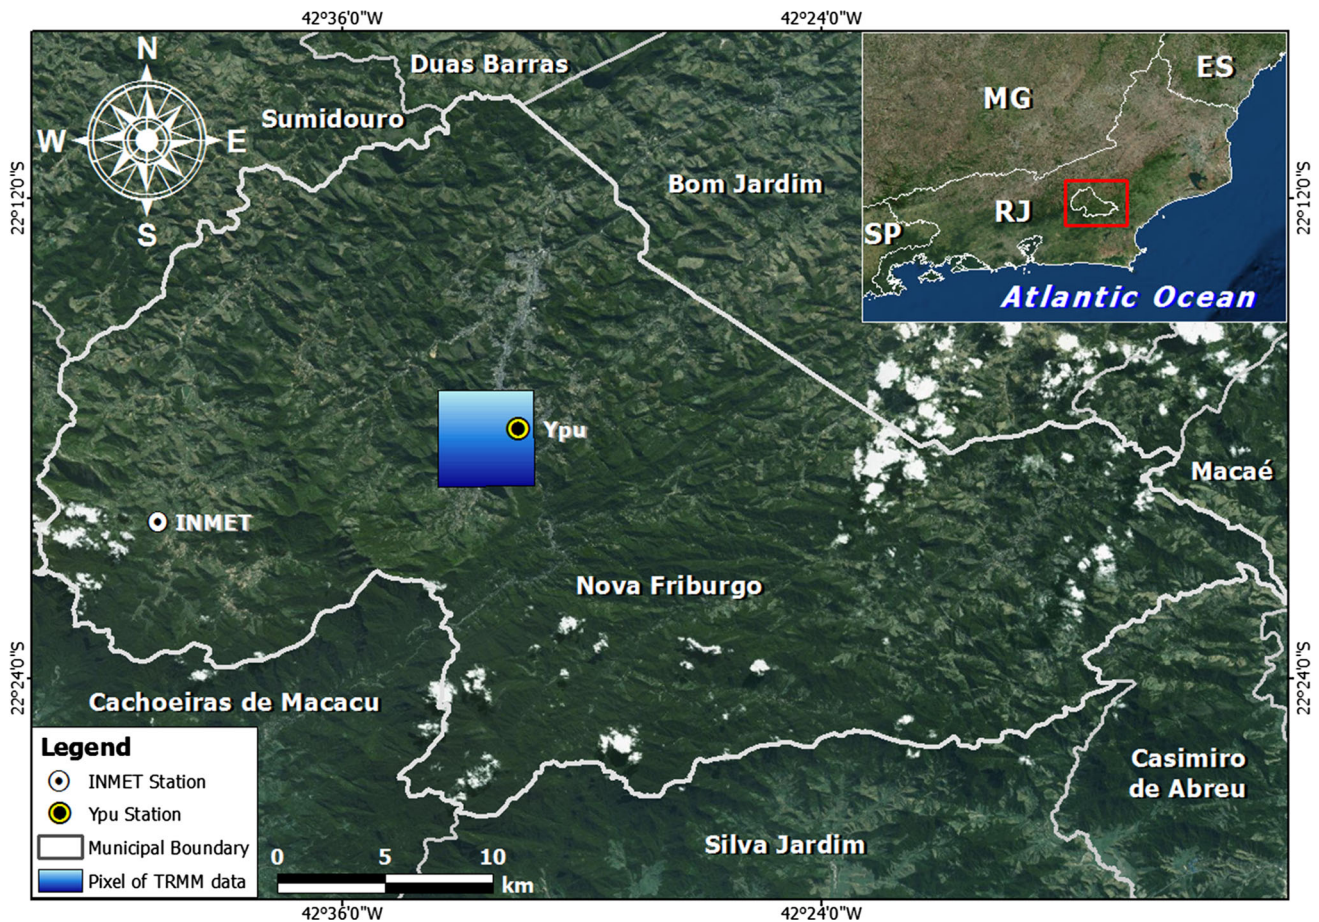 42°36'0"W
42°24'0"W
N
W
E
S
Duas Barras
Sumidouro
Bom Jardim
MG
ES
RJ
SP
Atlantic Ocean
22°12'0"S
22°12'0"S
Ypu
INMET
Macaé
Nova Friburgo
22°24'0"S
22°24'0"S
Cachoeiras de Macacu
Casimiro
de Abreu
Silva Jardim
Legend
INMET Station
Ypu Station
Municipal Boundary
Pixel of TRMM data
0
5
10
km
42°36'0"W
42°24'0"W